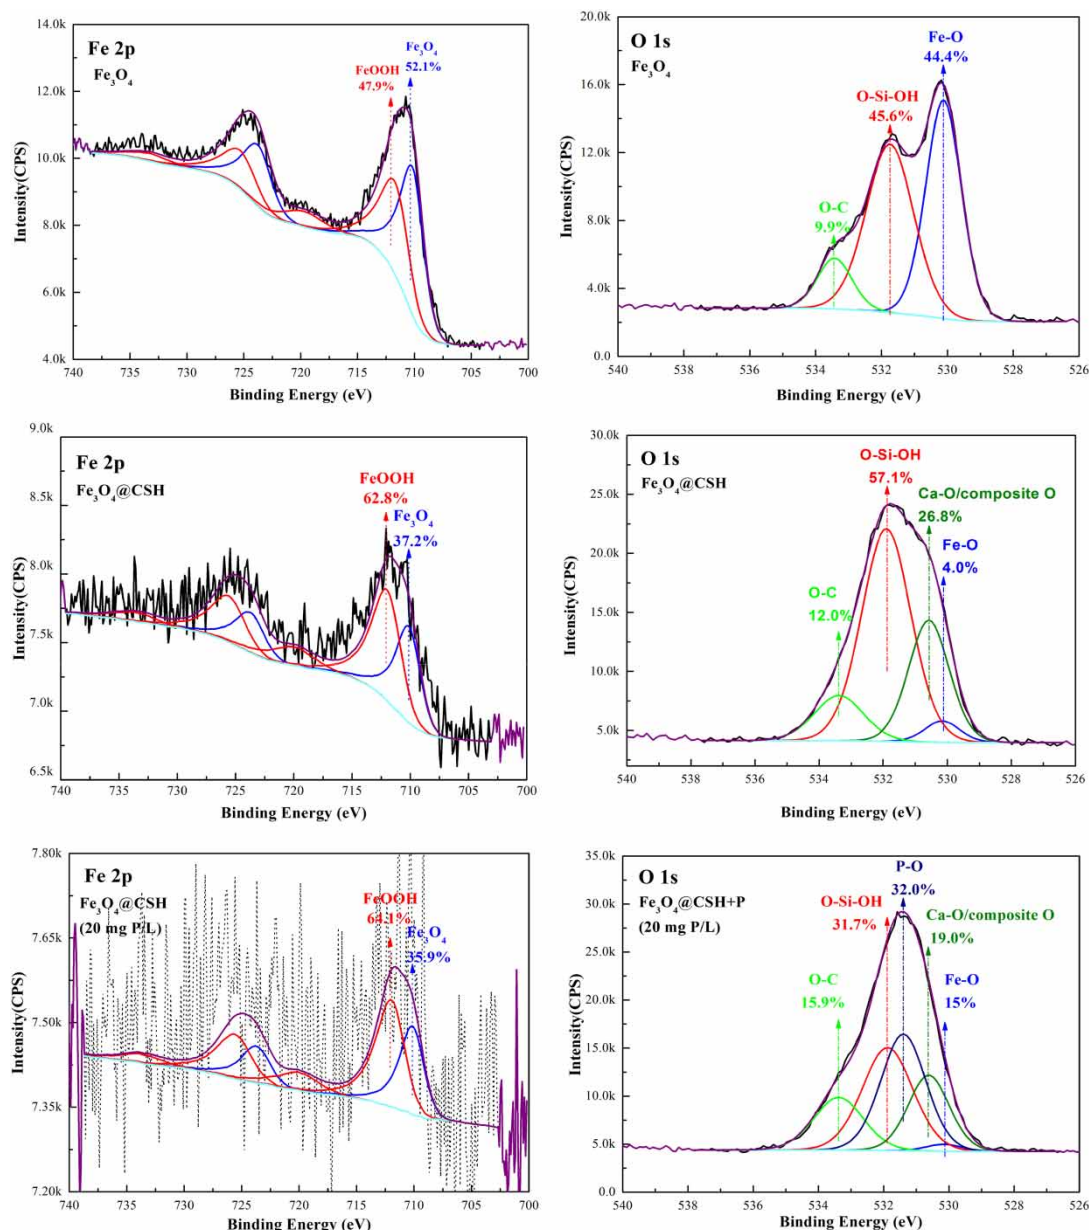 Fe 2p
Fe3O4
FeOOH
47.9%
Fe3O4
52.1%
14.0k
12.0k
10.0k
8.0k
6.0k
4.0k
Intensity(CPS)
740 735 730 725 720 715 710 705 700
Binding Energy (eV)
O 1s
Fe3O4
O-C
9.9%
O-Si-OH
45.6%
Fe-O
44.4%
20.0k
16.0k
12.0k
8.0k
4.0k
0.0
Intensity(CPS)
540 538 536 534 532 530 528 526
Binding Energy (eV)
Fe 2p
Fe3O4@CSH
FeOOH
62.8%
Fe3O4
37.2%
9.0k
8.5k
8.0k
7.5k
7.0k
6.5k
Intensity(CPS)
740 735 730 725 720 715 710 705 700
Binding Energy (eV)
O 1s
Fe3O4@CSH
O-C
12.0%
O-Si-OH
57.1%
Ca-O/composite O
26.8%
Fe-O
4.0%
30.0k
25.0k
20.0k
15.0k
10.0k
5.0k
Intensity(CPS)
540 538 536 534 532 530 528 526
Binding Energy (eV)
Fe 2p
Fe3O4@CSH
(20 mg P/L)
FeOOH
64.1%
Fe3O4
35.9%
7.80k
7.65k
7.50k
7.35k
7.20k
Intensity(CPS)
740 735 730 725 720 715 710 705 700
Binding Energy (eV)
O 1s
Fe3O4@CSH+P
(20 mg P/L)
O-C
15.9%
O-Si-OH
31.7%
P-O
32.0%
Ca-O/composite O
19.0%
Fe-O
15%
35.0k
30.0k
25.0k
20.0k
15.0k
10.0k
5.0k
0.0
Intensity(CPS)
540 538 536 534 532 530 528 526
Binding Energy (eV)